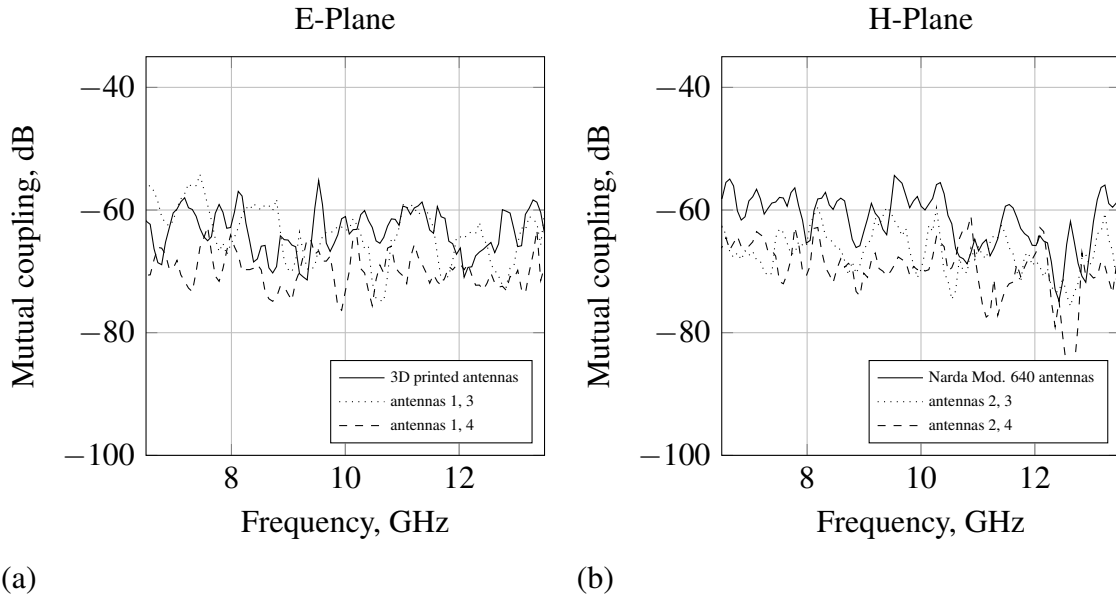 E-Plane
−40
−60
−80
−100
8
10
12
Mutual coupling, dB
Frequency, GHz
3D printed antennas
antennas 1, 3
antennas 1, 4
(a)
H-Plane
−40
−60
−80
−100
8
10
12
Mutual coupling, dB
Frequency, GHz
Narda Mod. 640 antennas
antennas 2, 3
antennas 2, 4
(b)